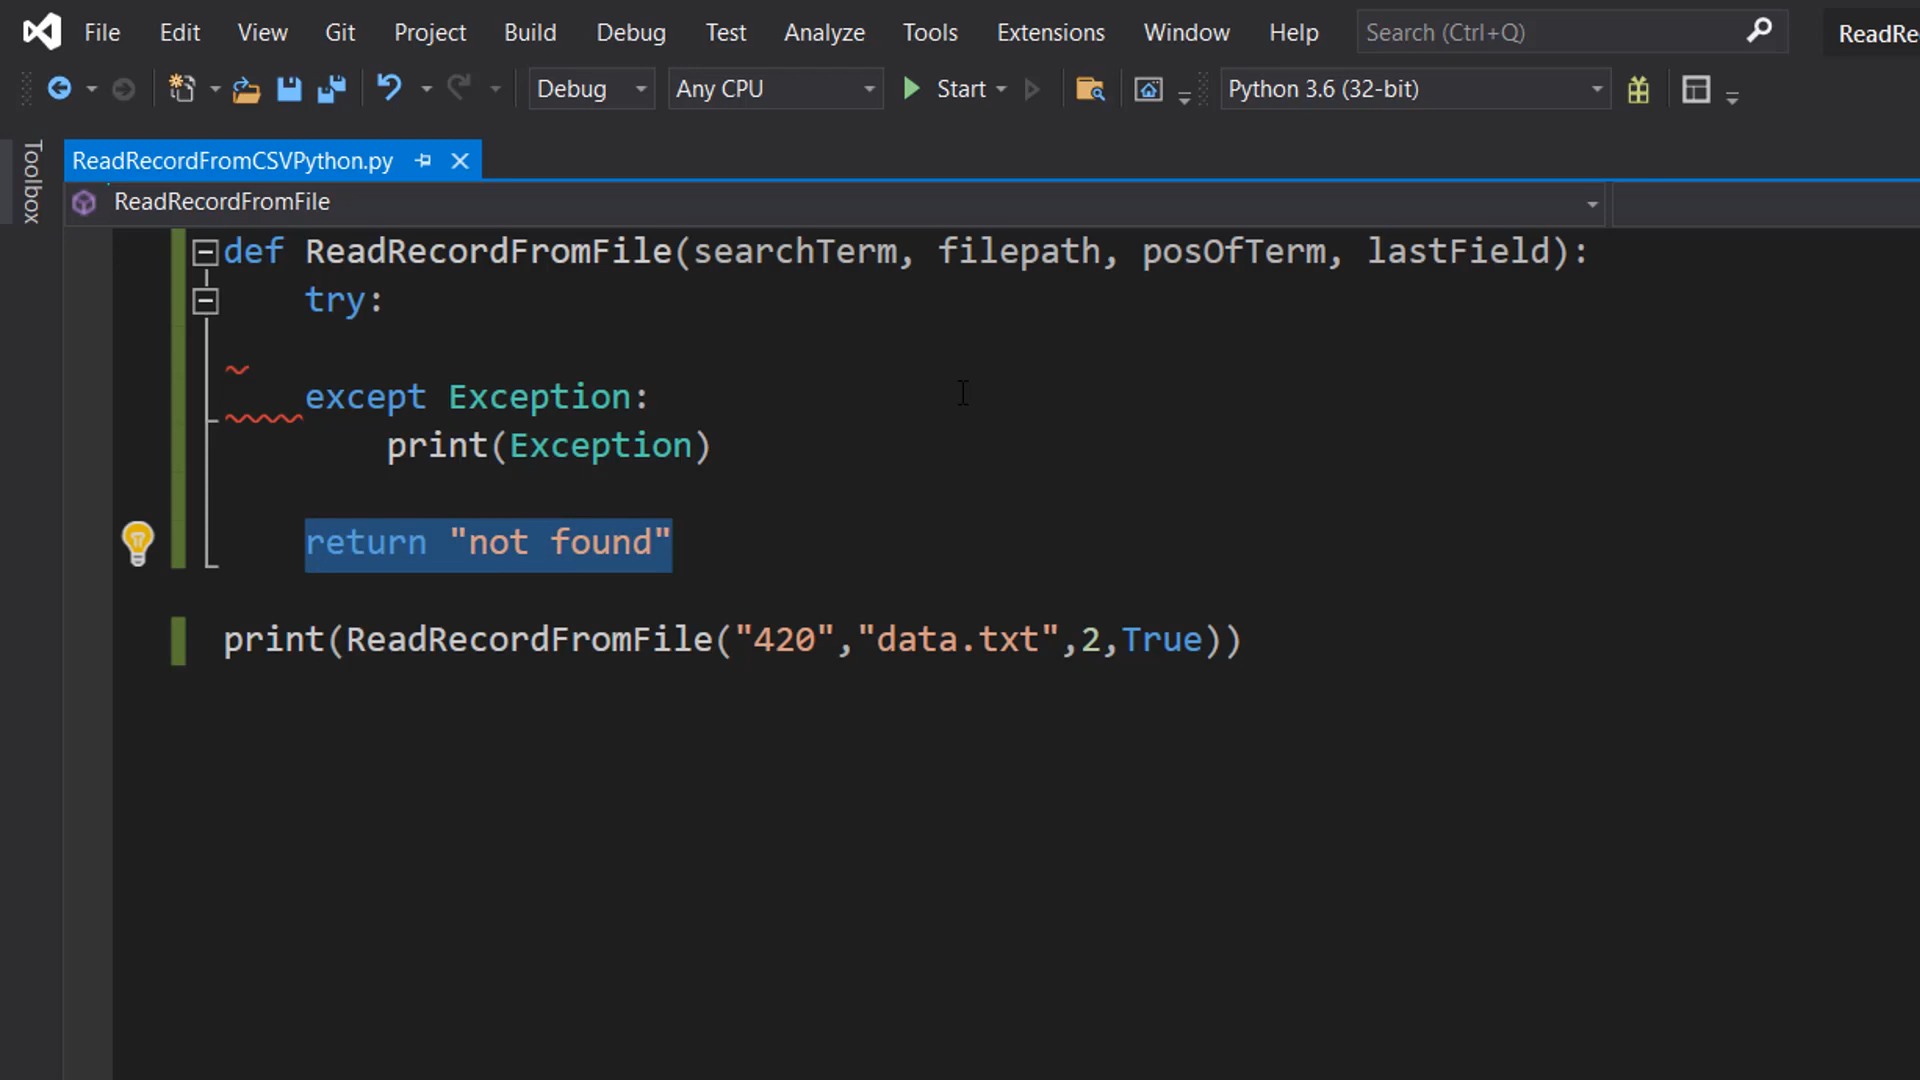 File Edit View Git Project Build Debug Test Analyze Tools Extensions Window Help Search (Ctrl+Q) ReadRec
Debug Any CPU Start Python 3.6 (32-bit)
Toolbox
ReadRecordFromCSVPython.py
ReadRecordFromFile
def ReadRecordFromFile(searchTerm, filepath, posOfTerm, lastField):
try:
except Exception:
print(Exception)
return "not found"
print(ReadRecordFromFile("420","data.txt",2,True))